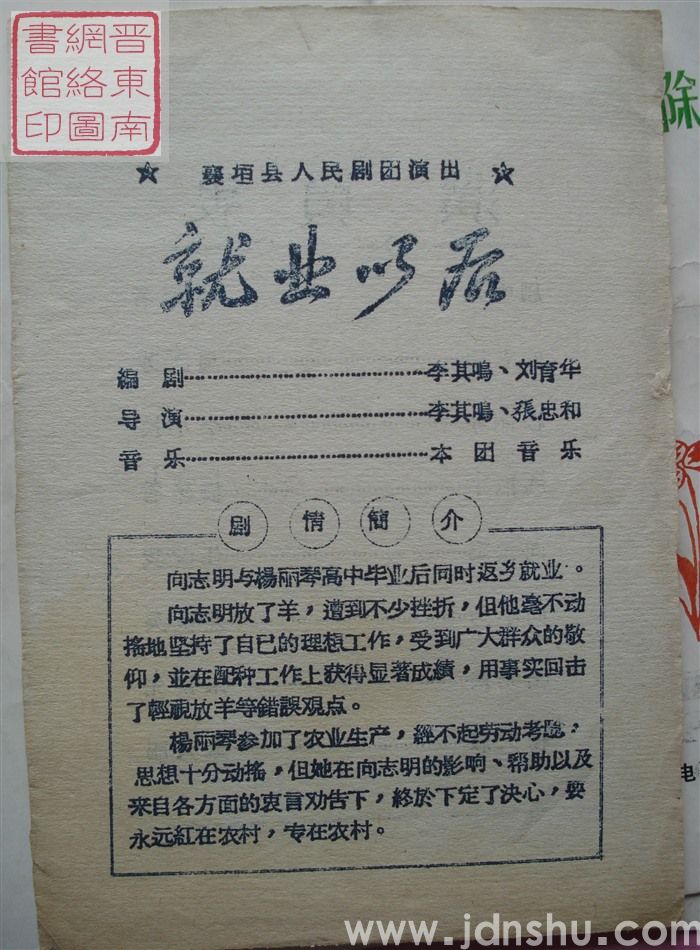 晋東南
網絡圖
書館印
除
☆ 襄垣县人民剧团演出 ☆
就业以后
编 剧……………………李其鳴、刘育华
导 演……………………李其鳴、張忠和
音 乐……………………本 团 音 乐
剧 情 簡 介
向志明与楊丽琴高中毕业后同时返乡就业。
向志明放了羊，遭到不少挫折，但他毫不动
搖地坚持了自己的理想工作，受到广大群众的敬
仰，並在配种工作上获得显著成績，用事实回击
了輕視放羊等錯誤观点。
楊丽琴参加了农业生产，經不起劳动考驗，
思想十分动搖，但她在向志明的影响、帮助以及
来自各方面的衷言劝告下，終於下定了决心，要
永远紅在农村，专在农村。
电
www.jdnshu.com